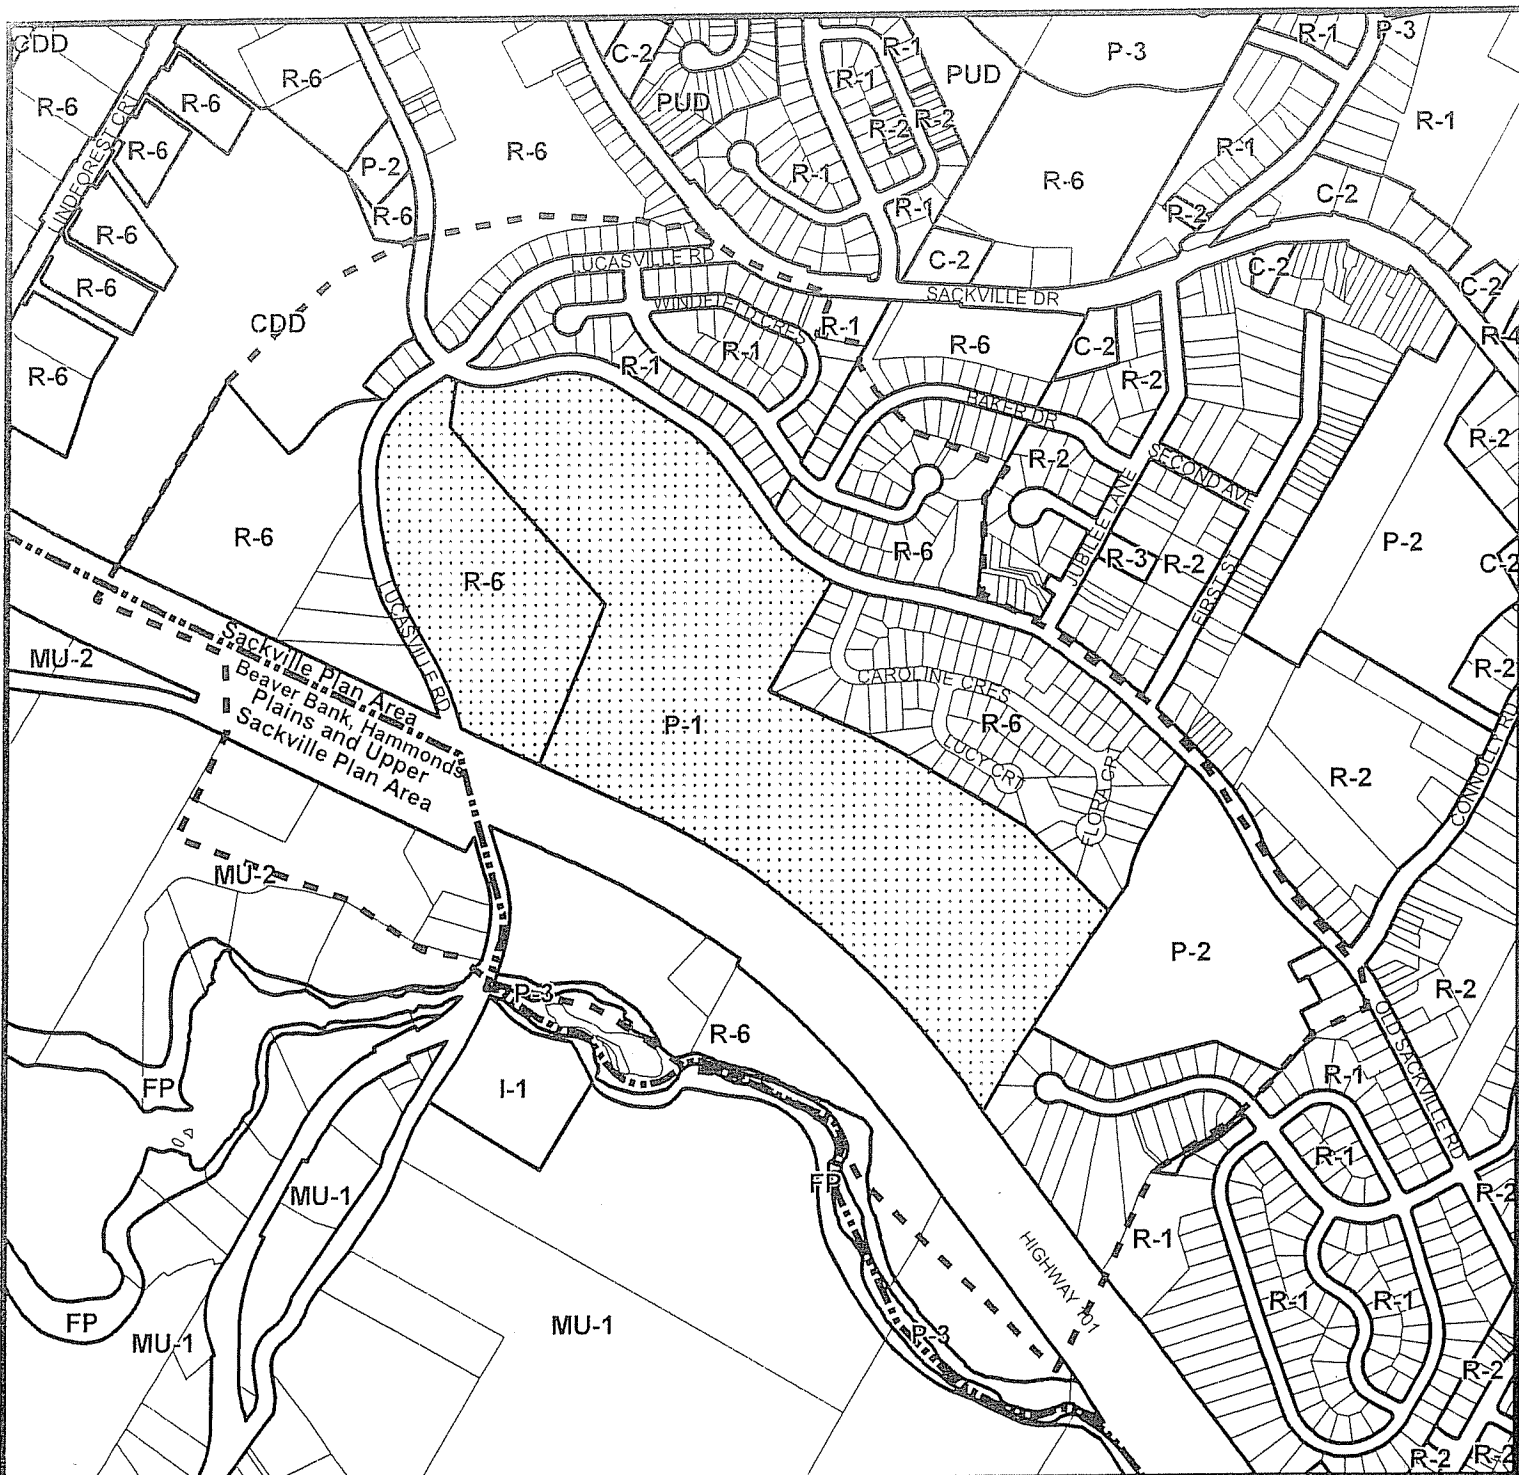 CDD
R-6
R-6
R-6
R-6
R-6
R-6
R-6
INDFOREST CRT
P-2
R-6
R-6
C-2
PUD
R-1
R-1
R-2
R-2
R-1
R-1
PUD
P-3
R-6
C-2
R-1
P-3
R-1
R-1
P-2
C-2
C-2
C-2
CDD
LUCASVILLE RD
WINDFIELD CRES
SACKVILLE DR
R-1
R-1
R-1
R-6
C-2
R-2
BAKER DR
R-2
SECOND AVE
JUBILEE LANE
R-3
R-2
FIRST ST
P-2
R-2
C-2
R-2
R-6
R-6
R-6
LUCASVILLE RD
P-1
CAROLINE CRES
R-6
LUCY CRT
FLORA CRT
R-2
CONNOLLY RD
MU-2
Sackville Plan Area
Beaver Bank, Hammonds
Plains and Upper
Sackville Plan Area
MU-2
P-2
R-2
OLD SACKVILLE RD
P-3
R-6
I-1
FP
MU-1
FP
MU-1
MU-1
FP
P-3
HIGHWAY 101
R-1
R-1
R-1
R-1
R-1
R-2
R-2
R-2
R-2